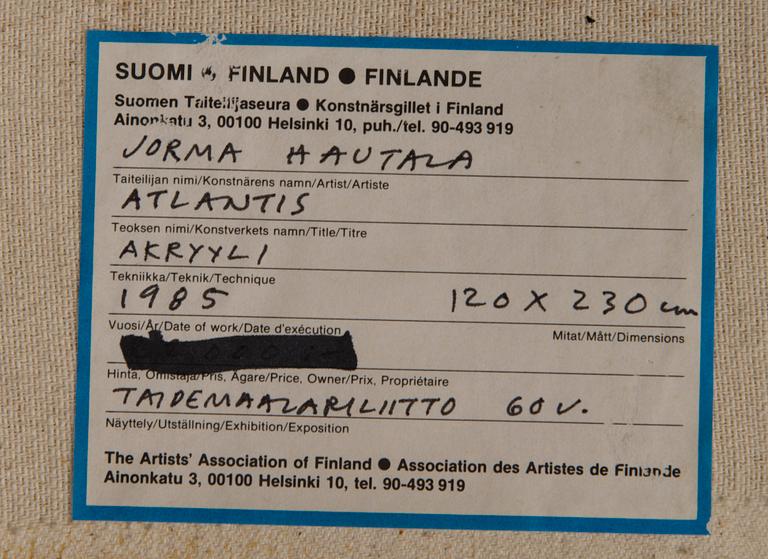 SUOMI ● FINLAND ● FINLANDE
Suomen Taiteilijaseura ● Konstnärsgillet i Finland
Ainonkatu 3, 00100 Helsinki 10, puh./tel. 90-493 919
JORMA HAUTALA
Taiteilijan nimi/Konstnärens namn/Artist/Artiste
ATLANTIS
Teoksen nimi/Konstverkets namn/Title/Titre
AKRYYLI
Tekniikka/Teknik/Technique
1985 120 X 230 cm
Vuosi/År/Date of work/Date d'exécution Mitat/Mått/Dimensions
Hinta, Omistaja/Pris, Ägare/Price, Owner/Prix, Propriétaire
TAIDEMAALARILIITTO 60 V.
Näyttely/Utställning/Exhibition/Exposition
The Artists' Association of Finland ● Association des Artistes de Finlande
Ainonkatu 3, 00100 Helsinki 10, tel. 90-493 919